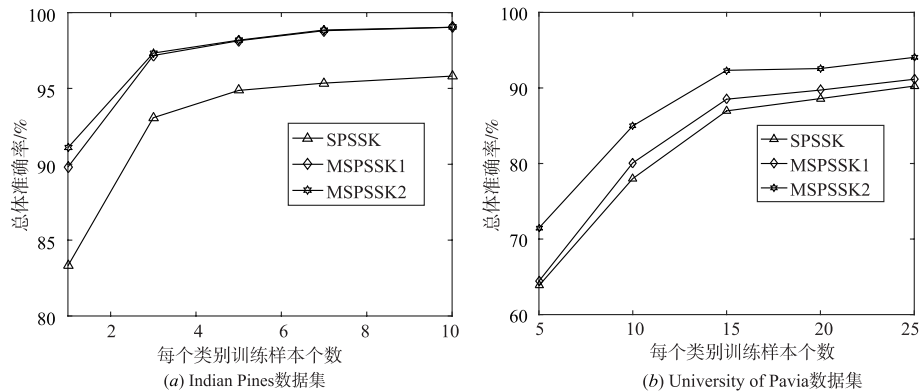 100
95
90
85
80
总体准确率/%
SPSSK
MSPSSK1
MSPSSK2
2
4
6
8
10
每个类别训练样本个数
(a) Indian Pines数据集
100
90
80
70
60
总体准确率/%
SPSSK
MSPSSK1
MSPSSK2
5
10
15
20
25
每个类别训练样本个数
(b) University of Pavia数据集